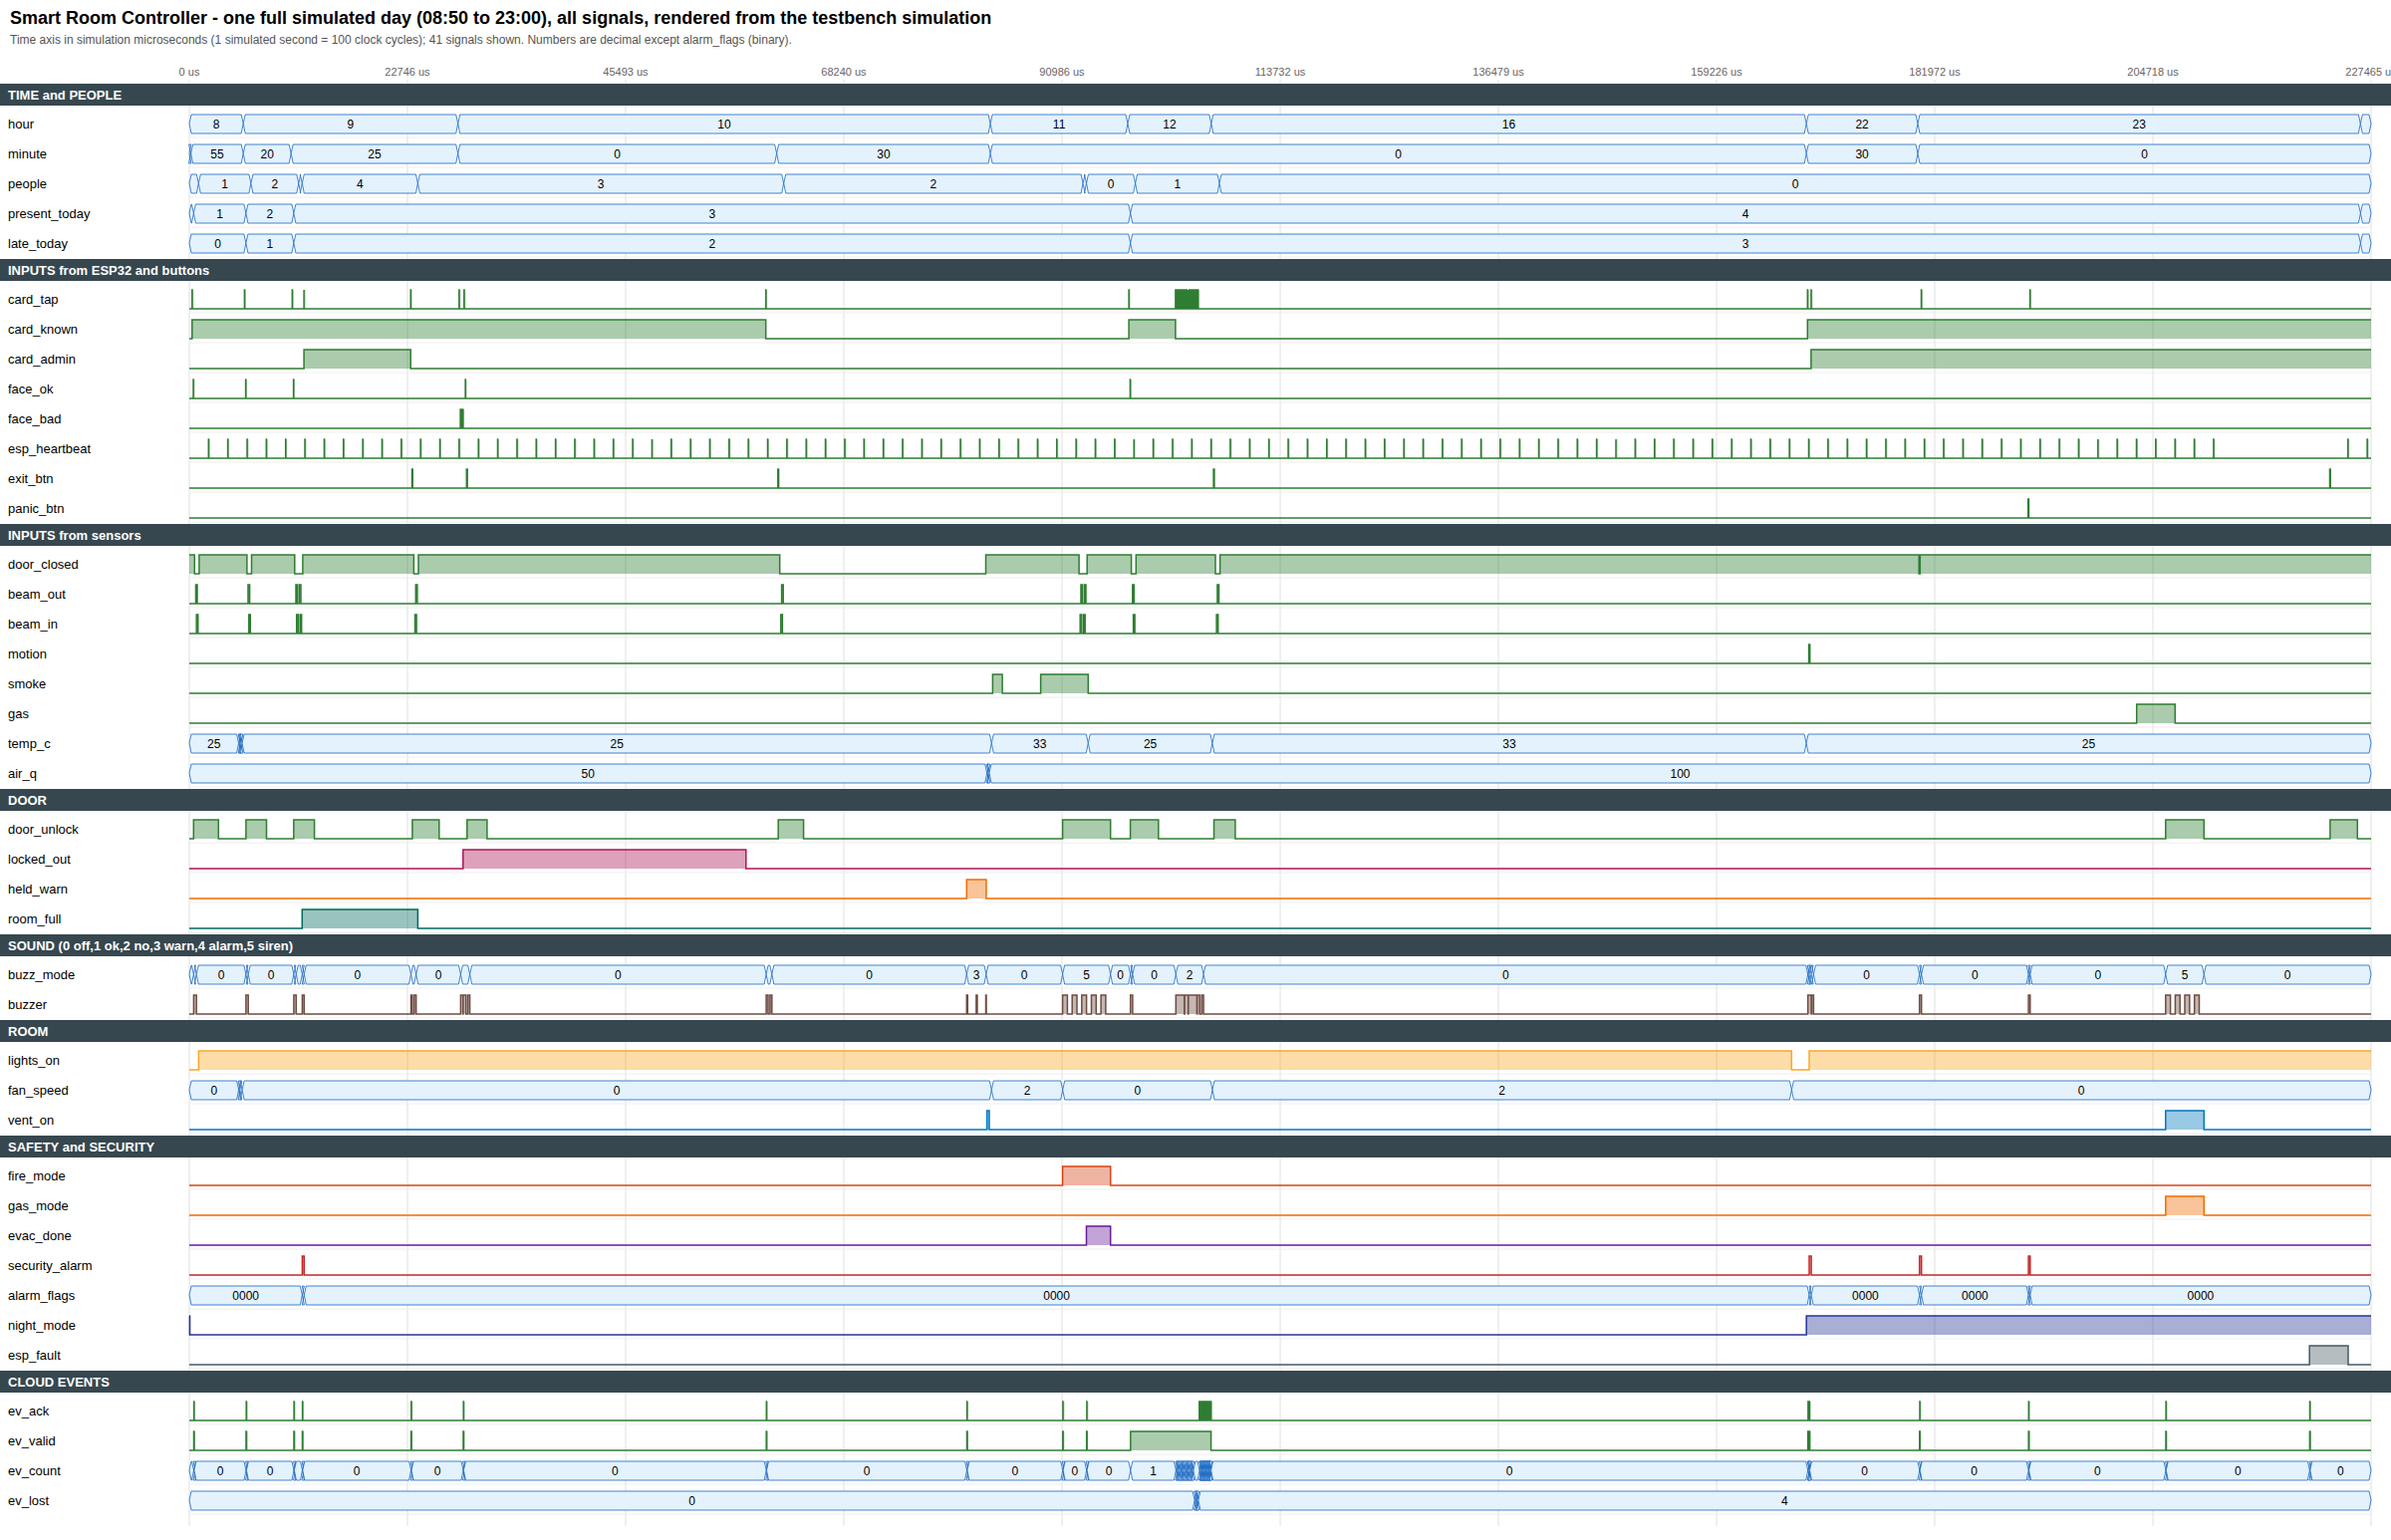 Smart Room Controller - one full simulated day (08:50 to 23:00), all signals, rendered from the testbench simulation
Time axis in simulation microseconds (1 simulated second = 100 clock cycles); 41 signals shown. Numbers are decimal except alarm_flags (binary).
0 us 22746 us 45493 us 68240 us 90986 us 113732 us 136479 us 159226 us 181972 us 204718 us 227465 u
TIME and PEOPLE
hour 8 9 10 11 12 16 22 23
minute 55 20 25 0 30 0 30 0
people 1 2 4 3 2 0 1 0
present_today 1 2 3 4
late_today 0 1 2 3
INPUTS from ESP32 and buttons
card_tap
card_known
card_admin
face_ok
face_bad
esp_heartbeat
exit_btn
panic_btn
INPUTS from sensors
door_closed
beam_out
beam_in
motion
smoke
gas
temp_c 25 25 33 25 33 25
air_q 50 100
DOOR
door_unlock
locked_out
held_warn
room_full
SOUND (0 off,1 ok,2 no,3 warn,4 alarm,5 siren)
buzz_mode 0 0 0 0 0 0 3 0 5 0 0 2 0 0 0 0 5 0
buzzer
ROOM
lights_on
fan_speed 0 0 2 0 2 0
vent_on
SAFETY and SECURITY
fire_mode
gas_mode
evac_done
security_alarm
alarm_flags 0000 0000 0000 0000 0000
night_mode
esp_fault
CLOUD EVENTS
ev_ack
ev_valid
ev_count 0 0 0 0 0 0 0 0 0 1 0 0 0 0 0 0
ev_lost 0 4